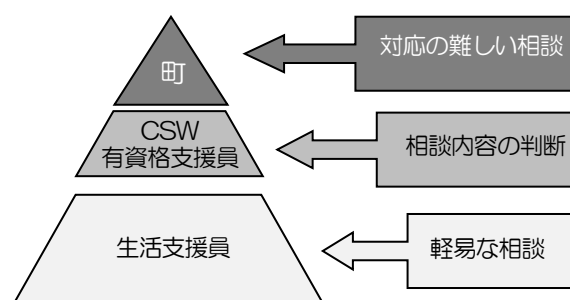 町
対応の難しい相談
CSW
有資格支援員
相談内容の判断
生活支援員
軽易な相談